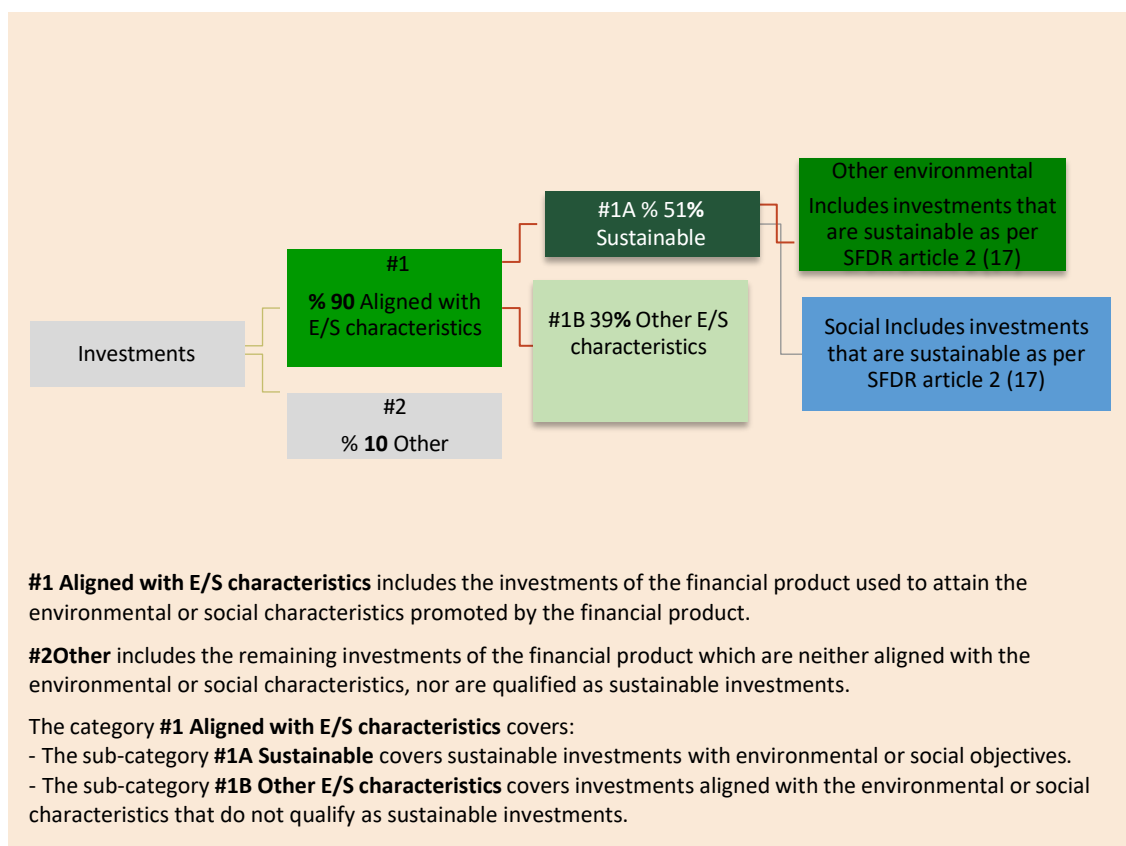 Investments
#1
% 90 Aligned with
E/S characteristics
#2
% 10 Other
#1A % 51%
Sustainable
#1B 39% Other E/S
characteristics
Other environmental
Includes investments that
are sustainable as per
SFDR article 2 (17)
Social Includes investments
that are sustainable as per
SFDR article 2 (17)
#1 Aligned with E/S characteristics includes the investments of the financial product used to attain the
environmental or social characteristics promoted by the financial product.
#2Other includes the remaining investments of the financial product which are neither aligned with the
environmental or social characteristics, nor are qualified as sustainable investments.
The category #1 Aligned with E/S characteristics covers:
- The sub-category #1A Sustainable covers sustainable investments with environmental or social objectives.
- The sub-category #1B Other E/S characteristics covers investments aligned with the environmental or social
characteristics that do not qualify as sustainable investments.